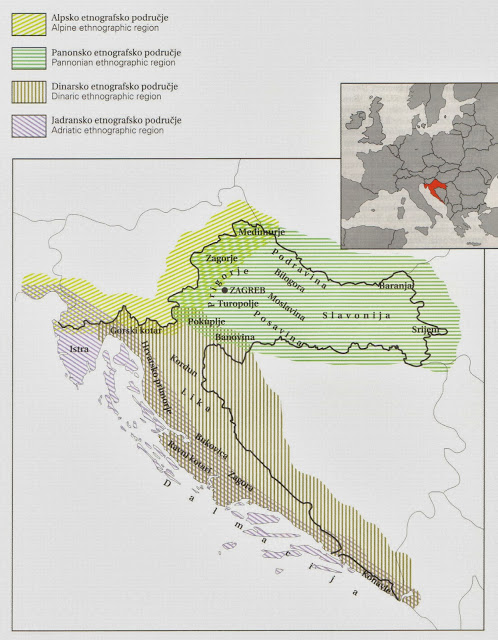 Alpsko etnografsko područje
Alpine ethnographic region
Panonsko etnografsko područje
Pannonian ethnographic region
Dinarsko etnografsko područje
Dinaric ethnographic region
Jadransko etnografsko područje
Adriatic ethnographic region
Međimurje
Zagorje
Prigorje
Podravina
Bilogora
Baranja
ZAGREB
Turopolje
Moslavina
Slavonija
Pokuplje
Posavina
Srijem
Gorski kotar
Banovina
Istra
Hrvatsko primorje
Kordun
Lika
Bukovica
Ravni kotari
Zagora
Dalmacija
Konavle